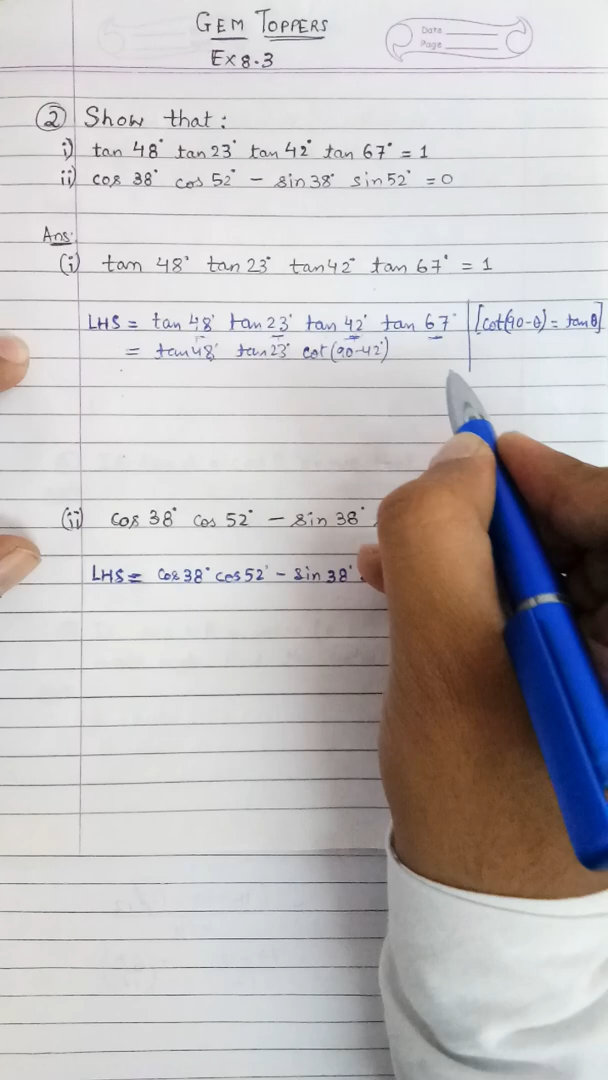 GEM TOPPERS
Date
Page
Ex 8.3
② Show that :
i) tan 48° tan 23° tan 42° tan 67° = 1
ii) cos 38° cos 52° - sin 38° sin 52° = 0
Ans:
(i) tan 48° tan 23° tan 42° tan 67° = 1
LHS = tan 48° tan 23° tan 42° tan 67° [cot(90-θ) = tan θ]
= tan 48° tan 23° cot (90-42°)
(ii) cos 38° cos 52° - sin 38°
LHS = cos 38° cos 52° - sin 38°